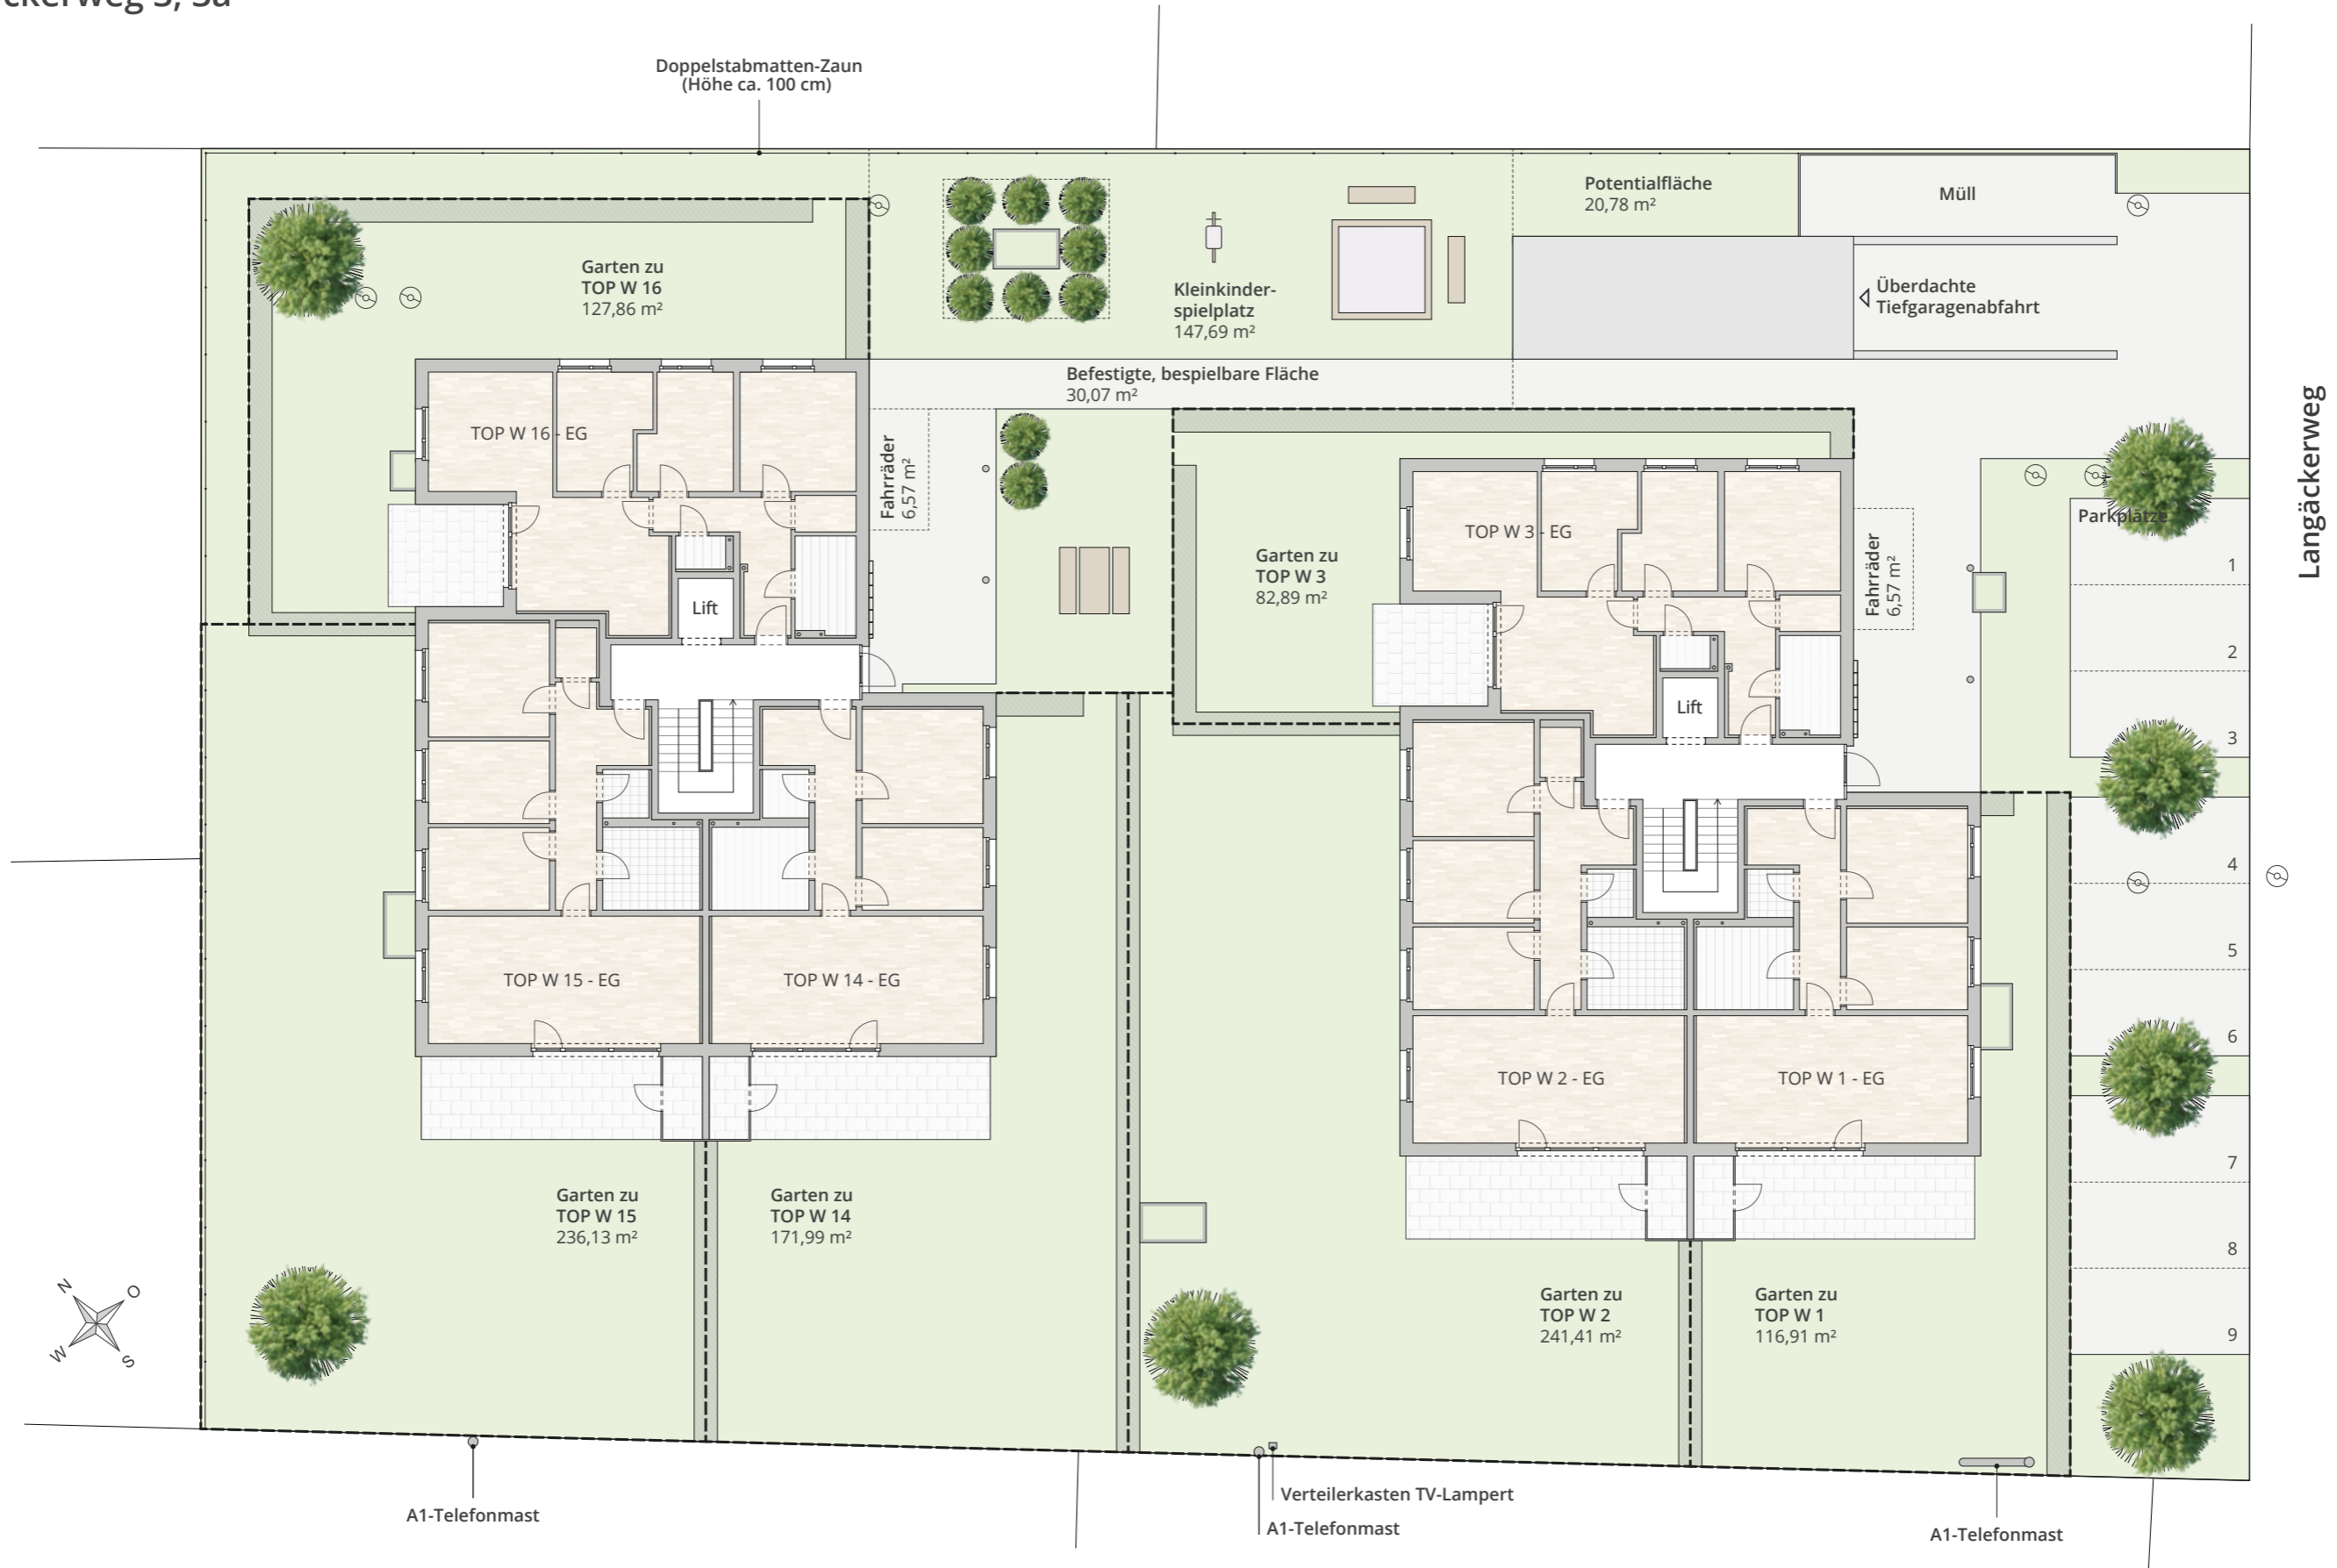 Doppelstabmatten-Zaun
(Höhe ca. 100 cm)
Garten zu
TOP W 16
127,86 m²
Kleinkinder-
spielplatz
147,69 m²
Potentialfläche
20,78 m²
Müll
Überdachte
Tiefgaragenabfahrt
Befestigte, bespielbare Fläche
30,07 m²
Langäckerweg
TOP W 16 - EG
Fahrräder
6,57 m²
Lift
Garten zu
TOP W 3
82,89 m²
TOP W 3 - EG
Fahrräder
6,57 m²
Lift
Parkplätze
1
2
3
4
5
6
7
8
9
TOP W 15 - EG
TOP W 14 - EG
TOP W 2 - EG
TOP W 1 - EG
Garten zu
TOP W 15
236,13 m²
Garten zu
TOP W 14
171,99 m²
Garten zu
TOP W 2
241,41 m²
Garten zu
TOP W 1
116,91 m²
N
O
W
S
A1-Telefonmast
Verteilerkasten TV-Lampert
A1-Telefonmast
A1-Telefonmast